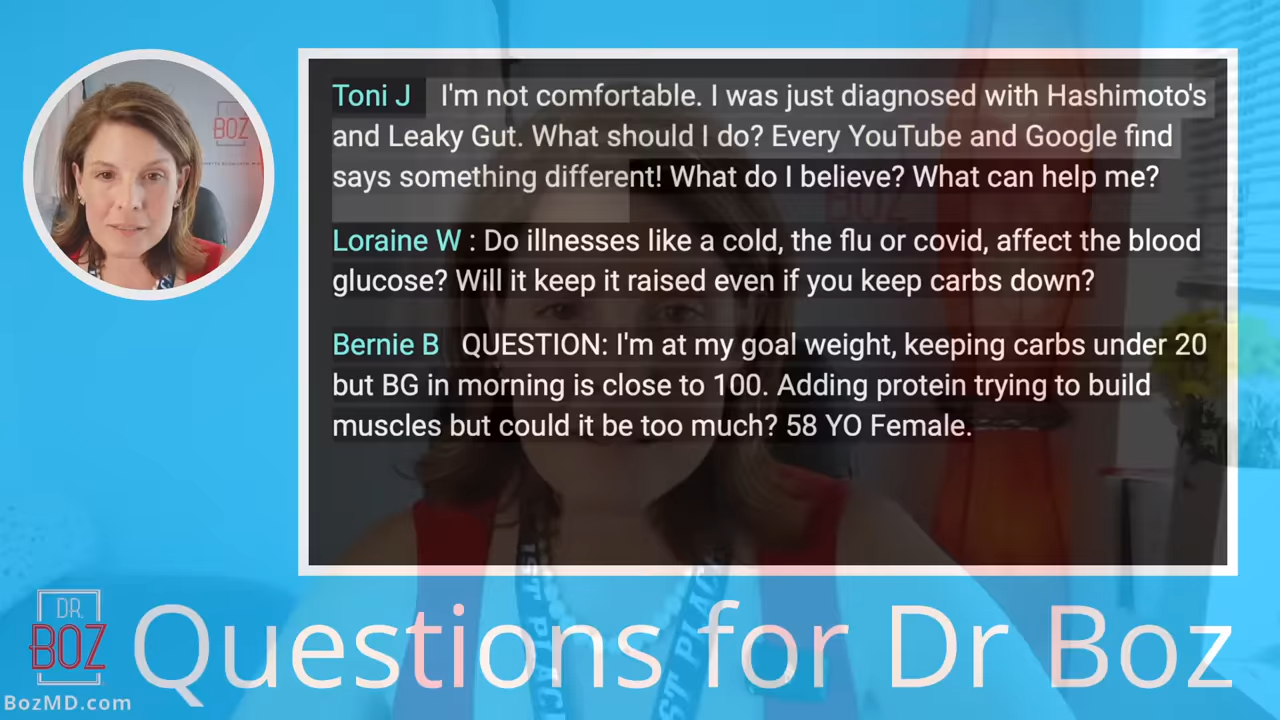 BOZ
Toni J I'm not comfortable. I was just diagnosed with Hashimoto's
and Leaky Gut. What should I do? Every YouTube and Google find
says something different! What do I believe? What can help me?
Loraine W : Do illnesses like a cold, the flu or covid, affect the blood
glucose? Will it keep it raised even if you keep carbs down?
Bernie B QUESTION: I'm at my goal weight, keeping carbs under 20
but BG in morning is close to 100. Adding protein trying to build
muscles but could it be too much? 58 YO Female.
DR.
BOZ
BozMD.com
Questions for Dr Boz